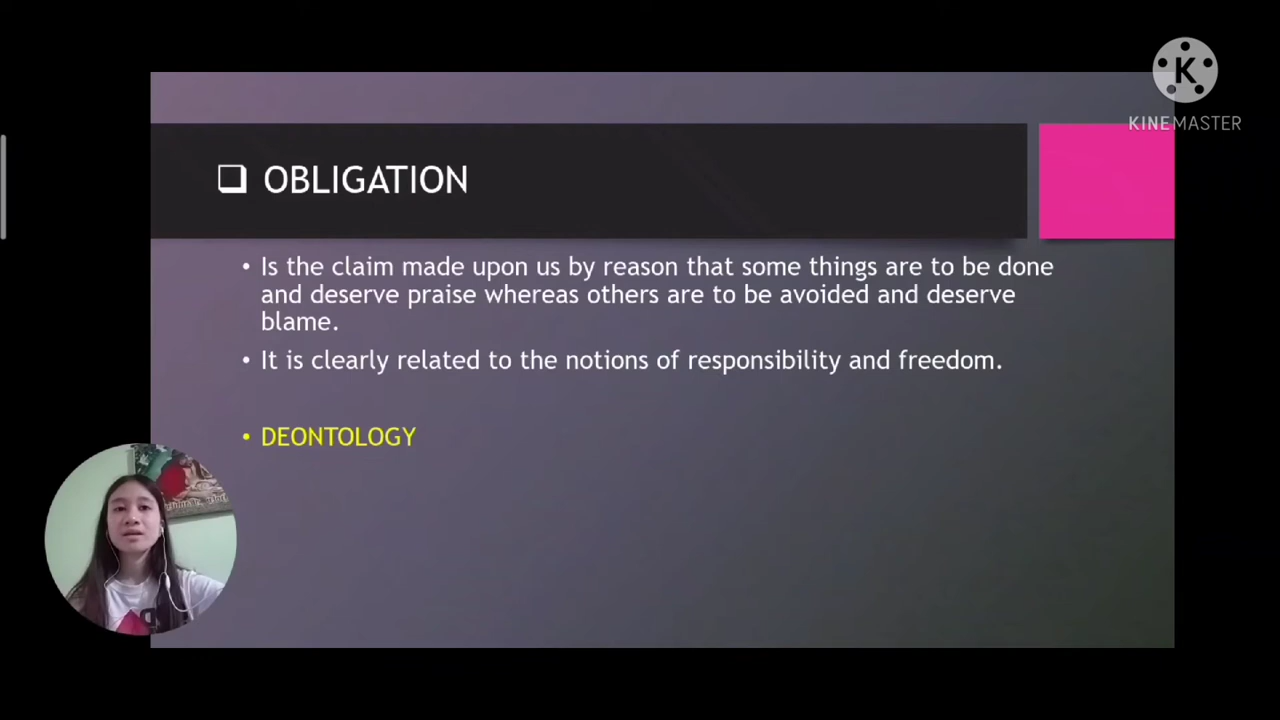 KINEMASTER
OBLIGATION
• Is the claim made upon us by reason that some things are to be done
and deserve praise whereas others are to be avoided and deserve
blame.
• It is clearly related to the notions of responsibility and freedom.
• DEONTOLOGY